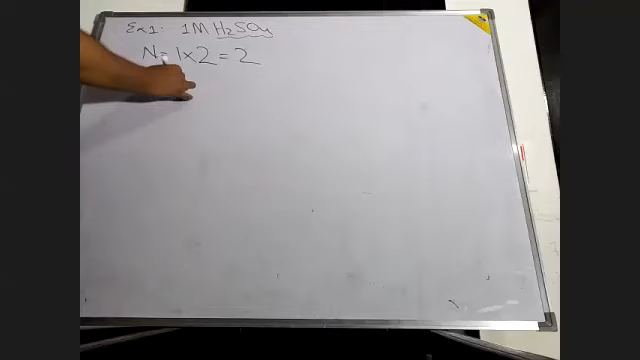 Ex1: 1M H₂SO₄
N = 1×2 = 2